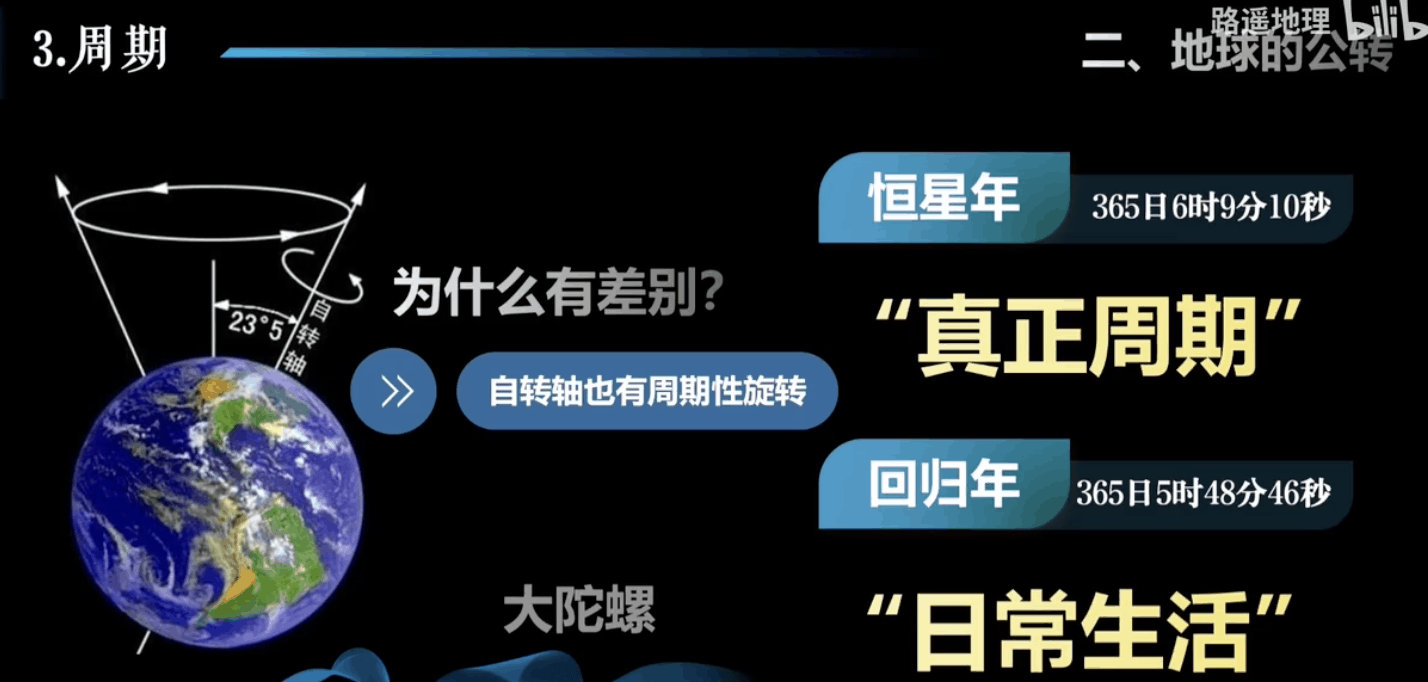 3.周期
路遥地理
bilib
二、地球的公转
恒星年
365日6时9分10秒
为什么有差别？
“真正周期”
23°5
自转轴
自转轴也有周期性旋转
回归年
365日5时48分46秒
大陀螺
“日常生活”